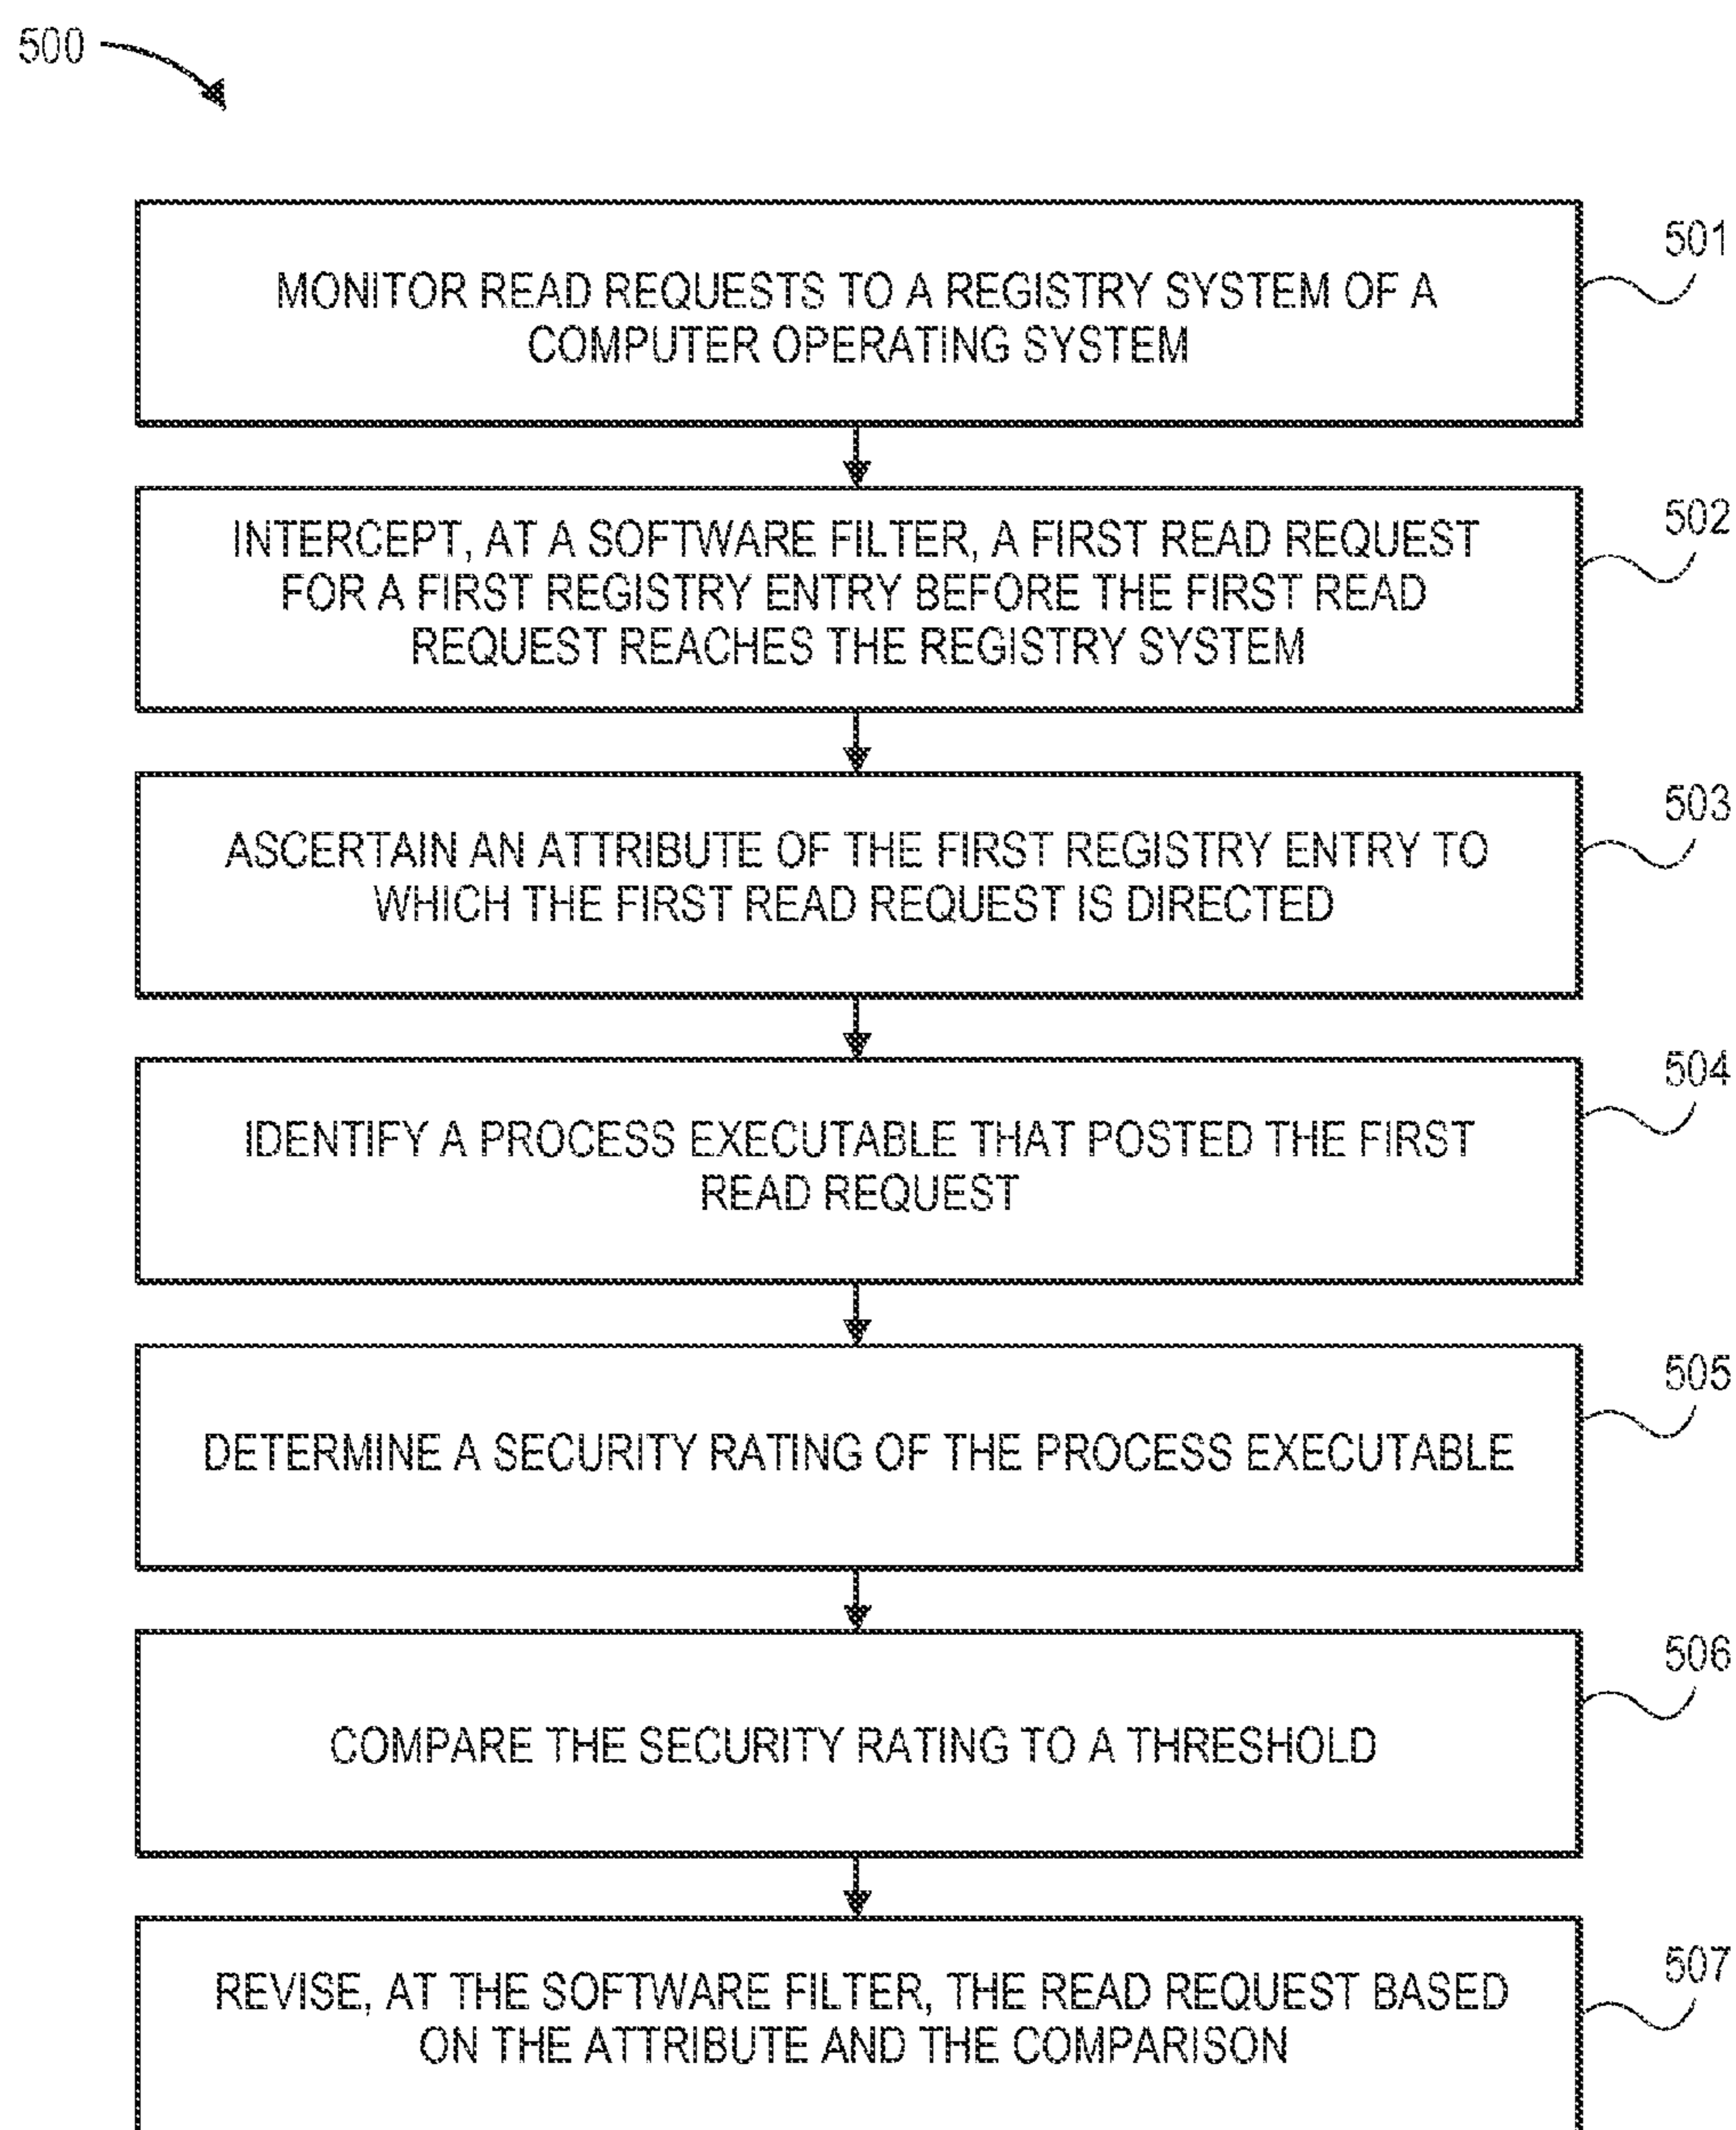 500
501
MONITOR READ REQUESTS TO A REGISTRY SYSTEM OF A
COMPUTER OPERATING SYSTEM
502
INTERCEPT, AT A SOFTWARE FILTER, A FIRST READ REQUEST
FOR A FIRST REGISTRY ENTRY BEFORE THE FIRST READ
REQUEST REACHES THE REGISTRY SYSTEM
503
ASCERTAIN AN ATTRIBUTE OF THE FIRST REGISTRY ENTRY TO
WHICH THE FIRST READ REQUEST IS DIRECTED
504
IDENTIFY A PROCESS EXECUTABLE THAT POSTED THE FIRST
READ REQUEST
505
DETERMINE A SECURITY RATING OF THE PROCESS EXECUTABLE
506
COMPARE THE SECURITY RATING TO A THRESHOLD
507
REVISE, AT THE SOFTWARE FILTER, THE READ REQUEST BASED
ON THE ATTRIBUTE AND THE COMPARISON